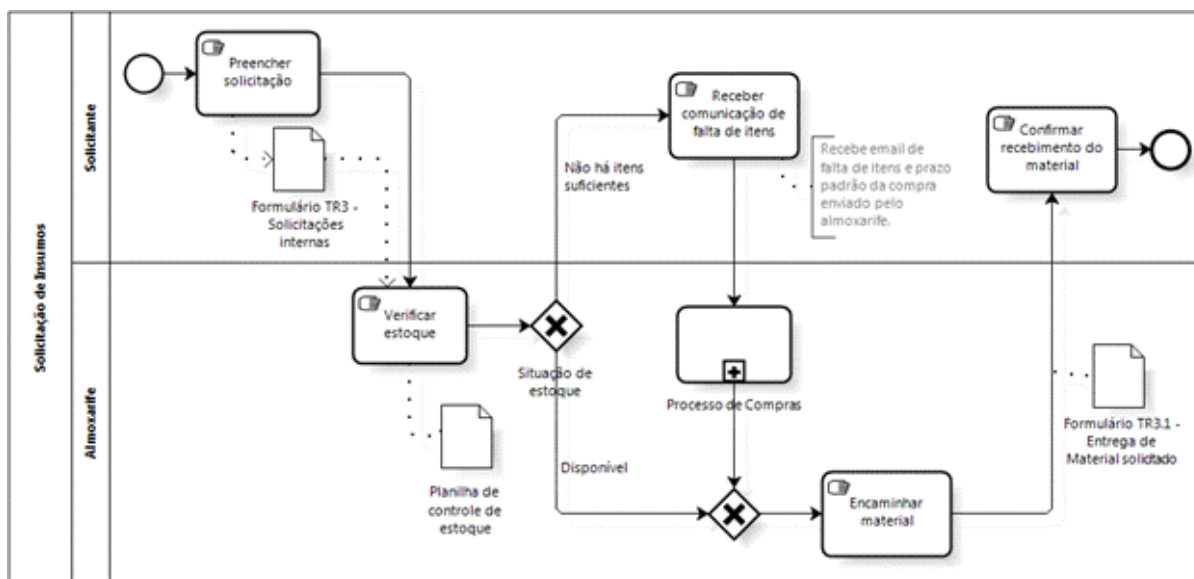 Solicitação de Insumos
Solicitante
Preencher
solicitação
Formulário TR3 -
Solicitações
internas
Não há itens
suficientes
Receber
comunicação de
falta de itens
Recebe email de
falta de itens e prazo
padrão da compra
enviado pelo
almoxarife.
Confirmar
recebimento do
material
Almoxarife
Verificar
estoque
Planilha de
controle de
estoque
Situação de
estoque
Disponível
Processo de Compras
Encaminhar
material
Formulário TR3.1 -
Entrega de
Material solicitado